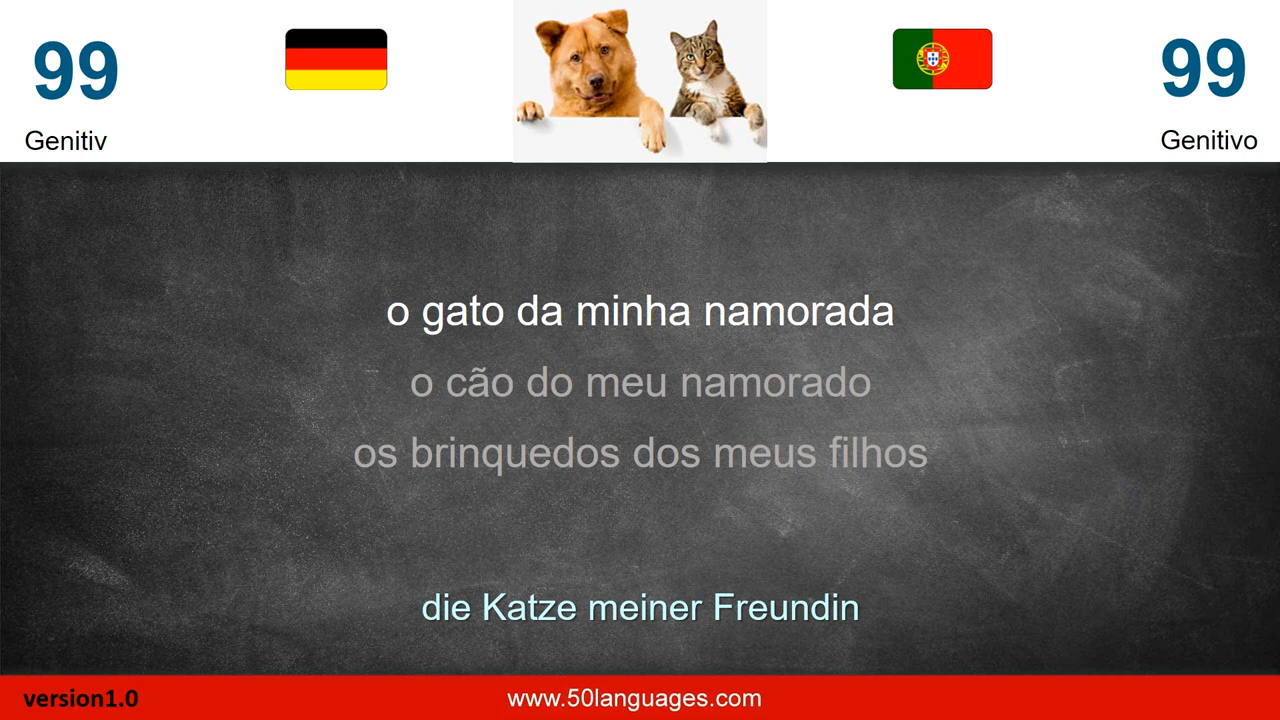 99
99
Genitiv
Genitivo
o gato da minha namorada
o cão do meu namorado
os brinquedos dos meus filhos
die Katze meiner Freundin
version1.0
www.50languages.com